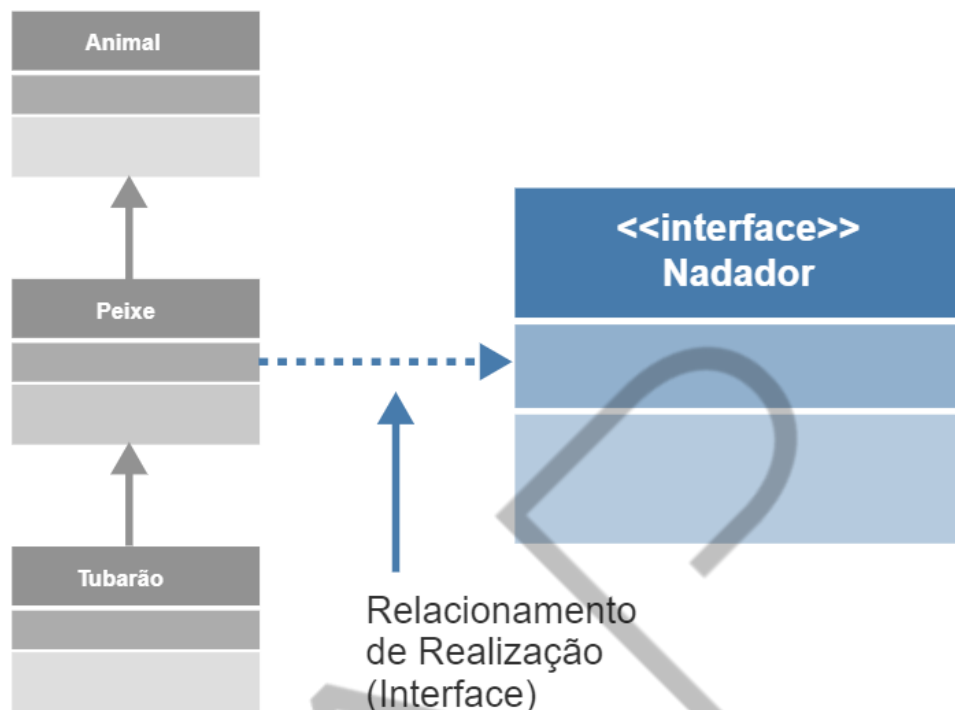 Animal
<<interface>>
Nadador
Peixe
Tubarão
Relacionamento
de Realização
(Interface)